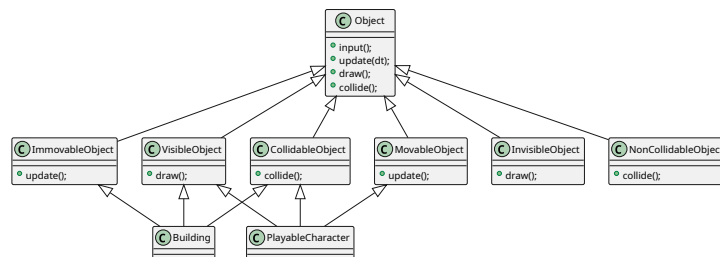 C Object
input();
update(dt);
draw();
collide();
C ImmovableObject
update();
C VisibleObject
draw();
C CollidableObject
collide();
C MovableObject
update();
C InvisibleObject
draw();
C NonCollidableObject
collide();
C Building
C PlayableCharacter